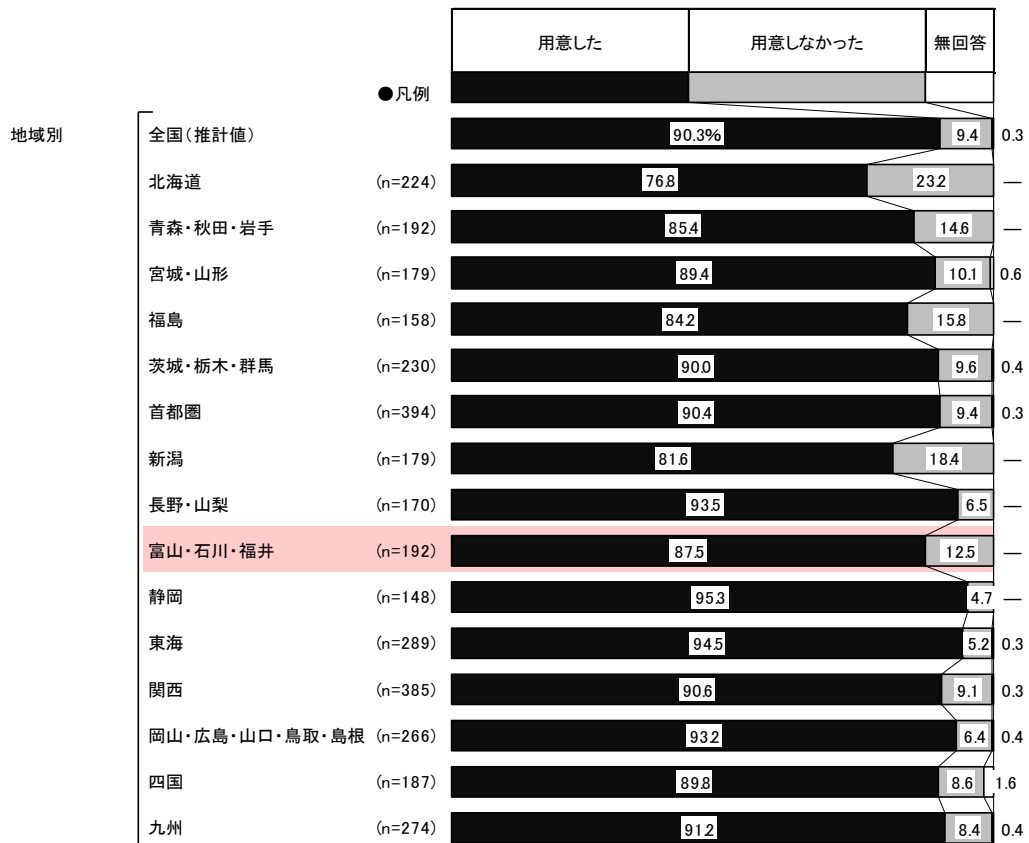 用意した 用意しなかった 無回答
●凡例
地域別 全国(推計値) 90.3% 9.4 0.3
北海道 (n=224) 76.8 23.2 ―
青森・秋田・岩手 (n=192) 85.4 14.6 ―
宮城・山形 (n=179) 89.4 10.1 0.6
福島 (n=158) 84.2 15.8 ―
茨城・栃木・群馬 (n=230) 90.0 9.6 0.4
首都圏 (n=394) 90.4 9.4 0.3
新潟 (n=179) 81.6 18.4 ―
長野・山梨 (n=170) 93.5 6.5 ―
富山・石川・福井 (n=192) 87.5 12.5 ―
静岡 (n=148) 95.3 4.7 ―
東海 (n=289) 94.5 5.2 0.3
関西 (n=385) 90.6 9.1 0.3
岡山・広島・山口・鳥取・島根 (n=266) 93.2 6.4 0.4
四国 (n=187) 89.8 8.6 1.6
九州 (n=274) 91.2 8.4 0.4